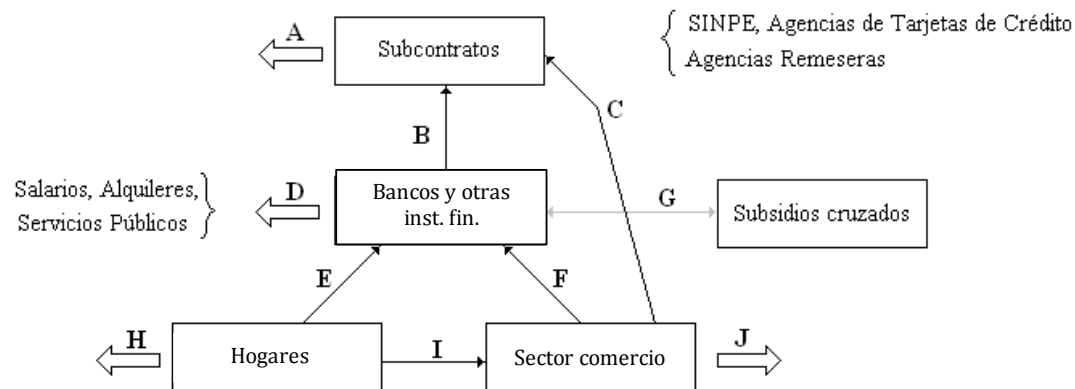 A
Subcontratos
SINPE, Agencias de Tarjetas de Crédito
Agencias Remeseras
B
C
Salarios, Alquileres,
Servicios Públicos
D
Bancos y otras
inst. fin.
G
Subsidios cruzados
E
F
H
Hogares
I
Sector comercio
J